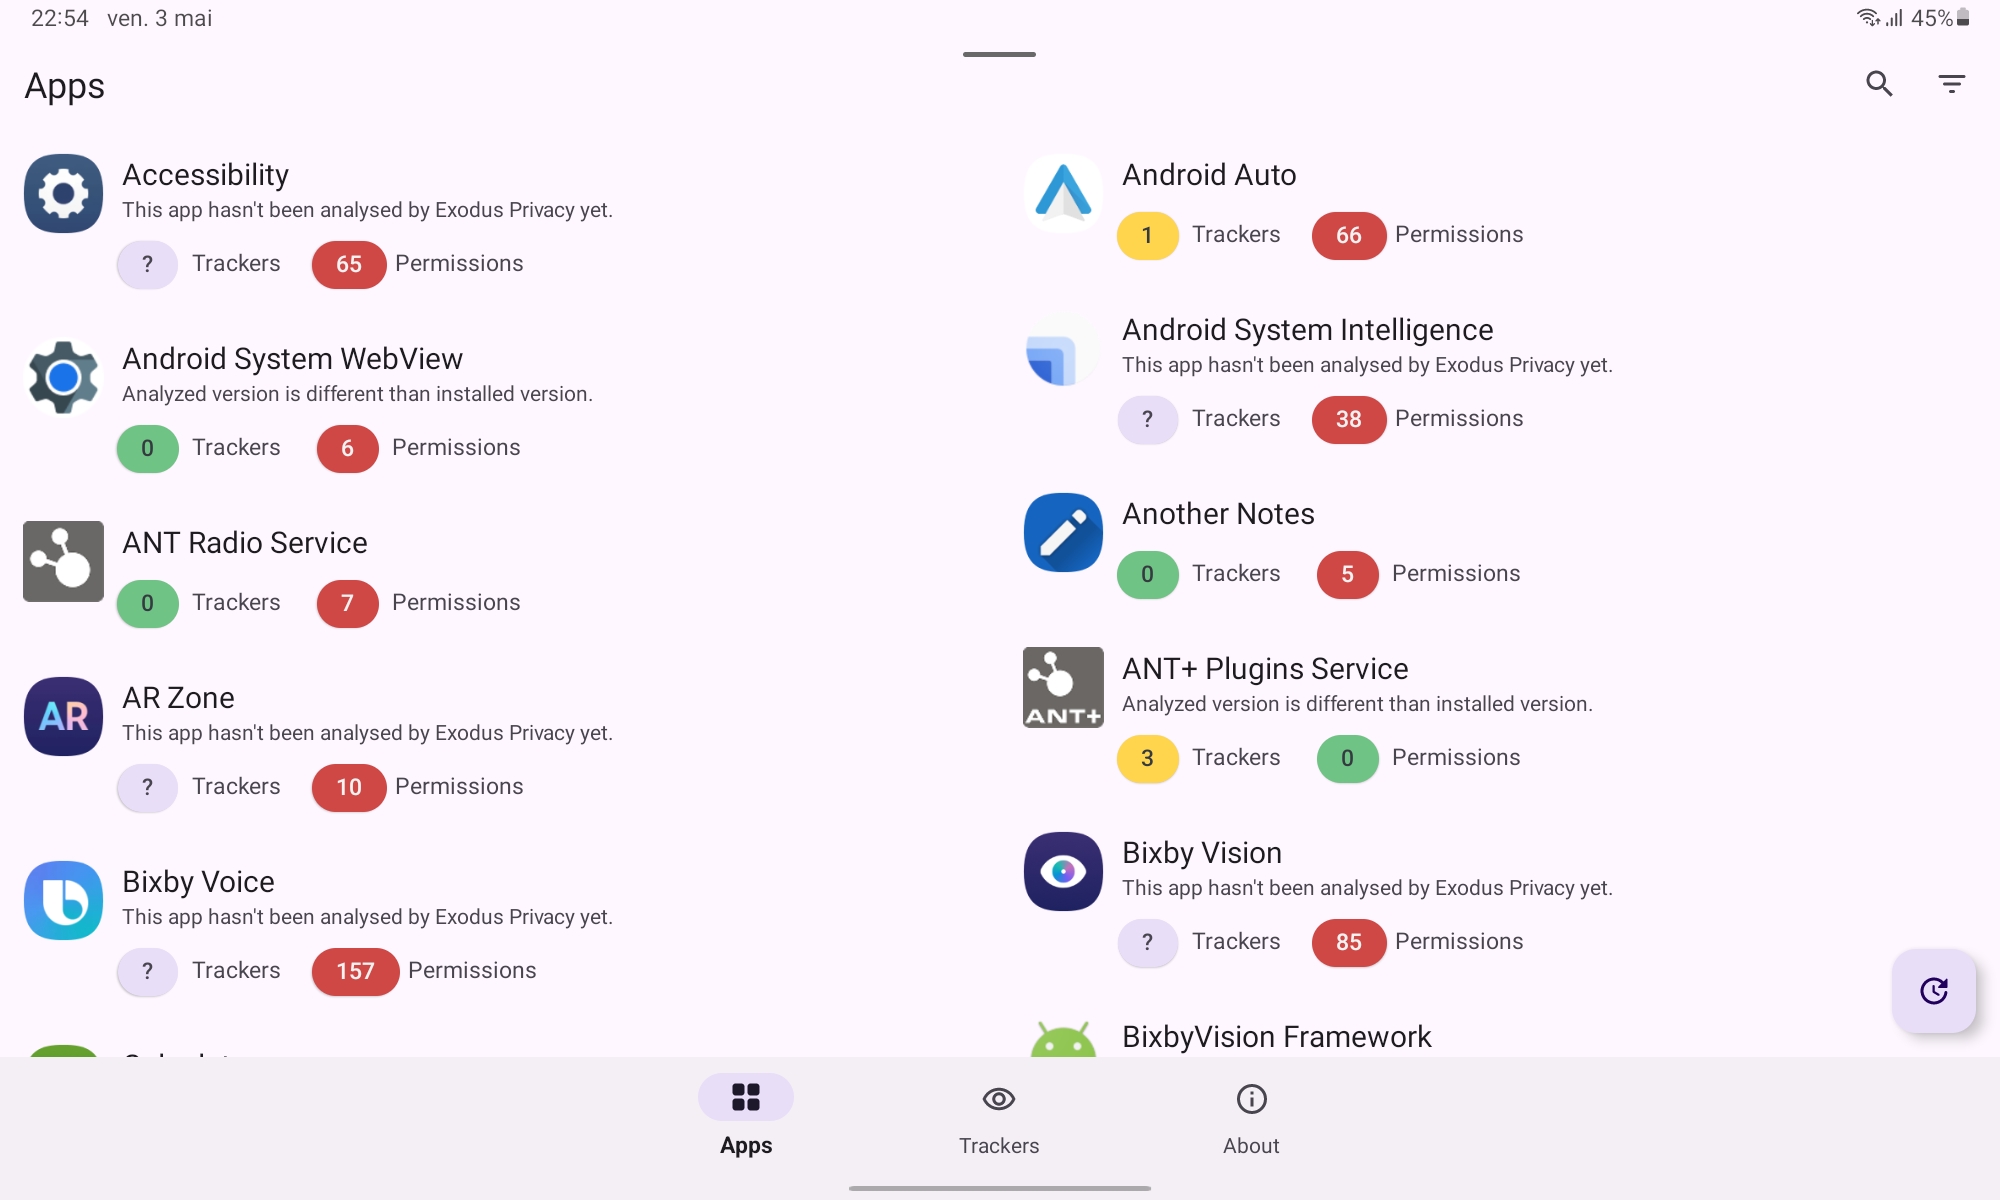 22:54 ven. 3 mai 45%
Apps
Accessibility
This app hasn't been analysed by Exodus Privacy yet.
? Trackers 65 Permissions
Android Auto
1 Trackers 66 Permissions
Android System WebView
Analyzed version is different than installed version.
0 Trackers 6 Permissions
Android System Intelligence
This app hasn't been analysed by Exodus Privacy yet.
? Trackers 38 Permissions
ANT Radio Service
0 Trackers 7 Permissions
Another Notes
0 Trackers 5 Permissions
AR
AR Zone
This app hasn't been analysed by Exodus Privacy yet.
? Trackers 10 Permissions
ANT+
ANT+ Plugins Service
Analyzed version is different than installed version.
3 Trackers 0 Permissions
Bixby Voice
This app hasn't been analysed by Exodus Privacy yet.
? Trackers 157 Permissions
Bixby Vision
This app hasn't been analysed by Exodus Privacy yet.
? Trackers 85 Permissions
BixbyVision Framework
Apps Trackers About